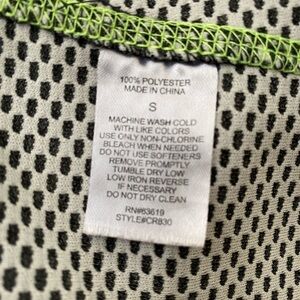 100% POLYESTER
MADE IN CHINA
S
MACHINE WASH COLD
WITH LIKE COLORS
USE ONLY NON-CHLORINE
BLEACH WHEN NEEDED
DO NOT USE SOFTENERS
REMOVE PROMPTLY
TUMBLE DRY LOW
LOW IRON REVERSE
IF NECESSARY
DO NOT DRY CLEAN
RN#63619
STYLE#CR830